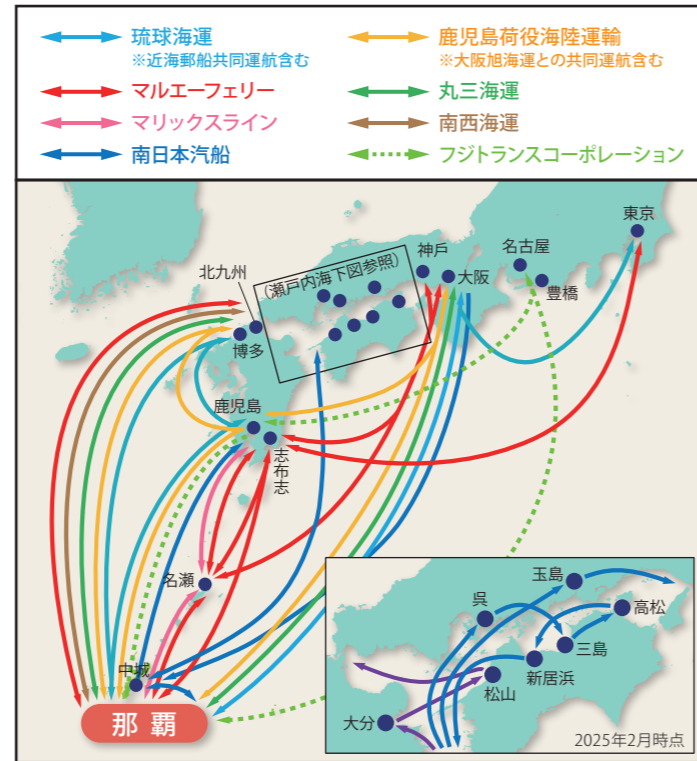 琉球海運
※近海郵船共同運航含む
鹿児島荷役海陸運輸
※大阪旭海運との共同運航含む
マルエーフェリー
丸三海運
マリックスライン
南西海運
南日本汽船
フジトランスコーポレーション
東京
神戸
名古屋
北九州
(瀬戸内海下図参照)
大阪
豊橋
博多
鹿児島
志布志
名瀬
中城
那覇
玉島
呉
高松
三島
新居浜
松山
大分
2025年2月時点